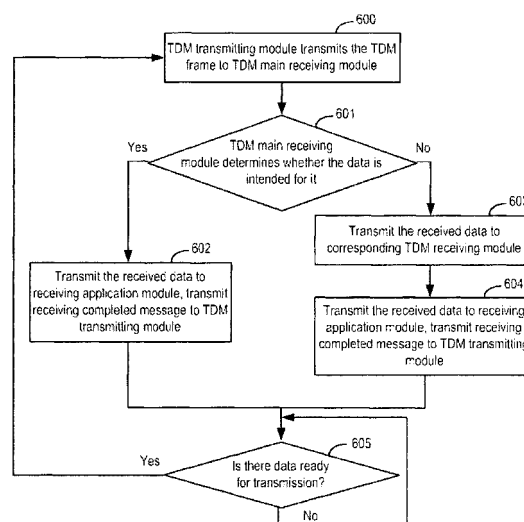 600
TDM transmitting module transmits the TDM
frame to TDM main receiving module
601
Yes
TDM main receiving
module determines whether the data is
intended for it
No
603
Transmit the received data to
corresponding TDM receiving module
602
Transmit the received data to
receiving application module, transmit
receiving completed message to TDM
transmitting module
604
Transmit the received data to receiving
application module, transmit receiving
completed message to TDM transmitting
module
605
Yes
Is there data ready
for transmission?
No